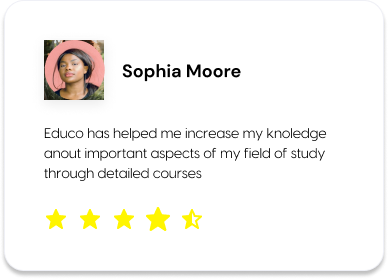 Sophia Moore
Educo has helped me increase my knoledge
anout important aspects of my field of study
through detailed courses